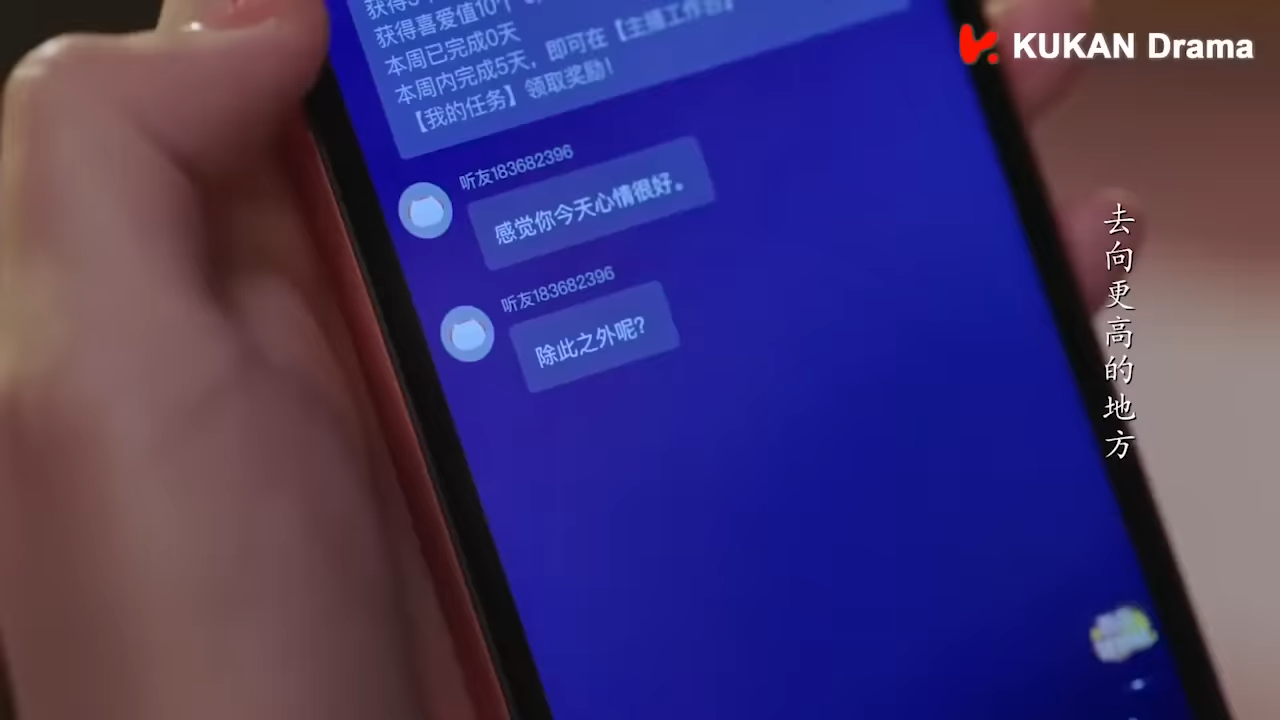 获得喜爱值10个
本周已完成0天
本周内完成5天，即可在【主播工作台】
【我的任务】领取奖励！
听友183682396
感觉你今天心情很好。
听友183682396
除此之外呢？
KUKAN Drama
去向更高的地方